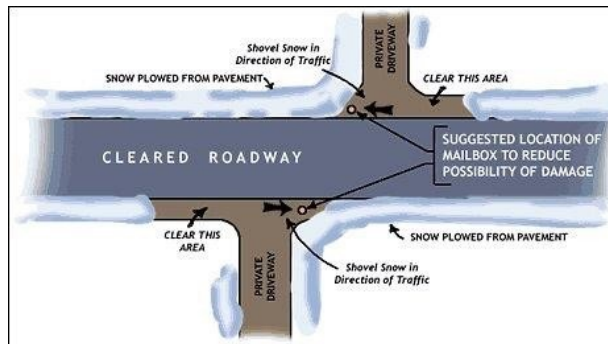 Shovel Snow in
Direction of Traffic
PRIVATE
DRIVEWAY
SNOW PLOWED FROM PAVEMENT
CLEAR THIS AREA
CLEARED ROADWAY
SUGGESTED LOCATION OF
MAILBOX TO REDUCE
POSSIBILITY OF DAMAGE
CLEAR THIS
AREA
PRIVATE
DRIVEWAY
SNOW PLOWED FROM PAVEMENT
Shovel Snow in
Direction of Traffic